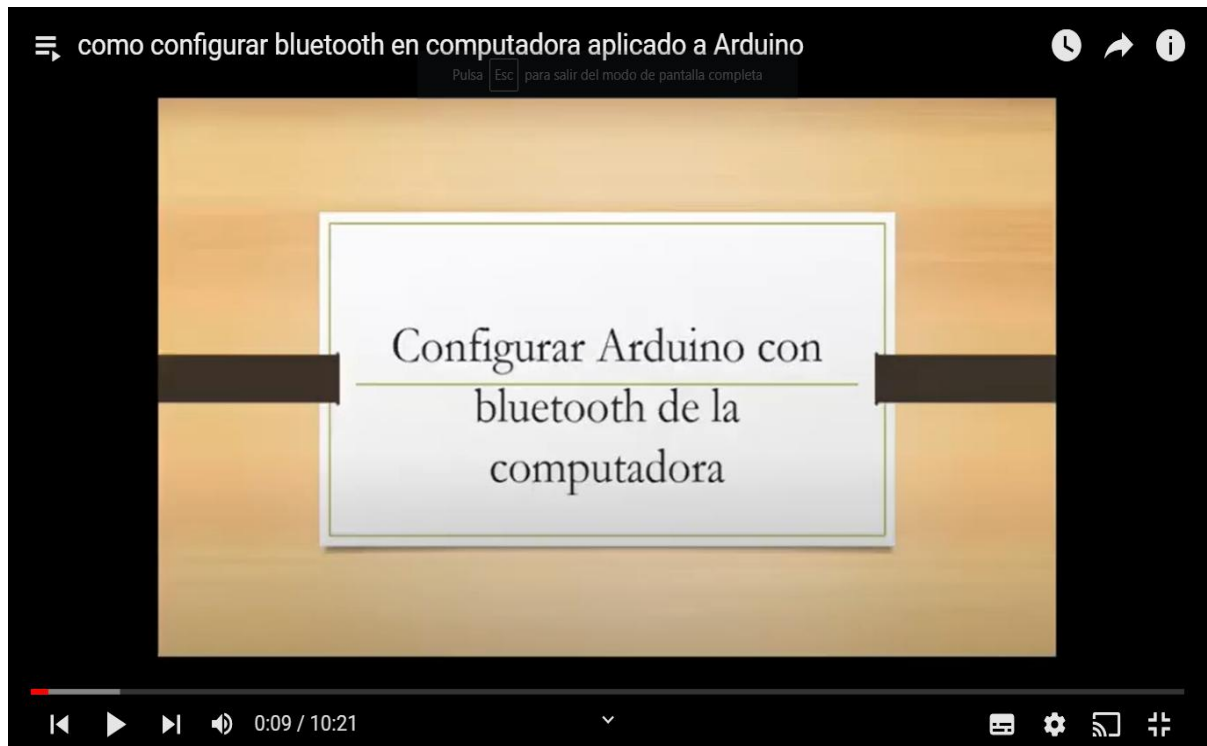 como configurar bluetooth en computadora aplicado a Arduino
Pulsa Esc para salir del modo de pantalla completa
Configurar Arduino con
bluetooth de la
computadora
0:09 / 10:21